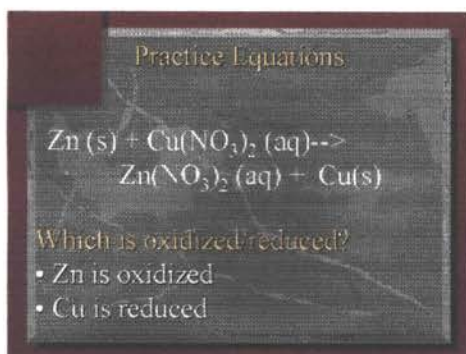 Practice Equations
Zn (s) + Cu(NO₃)₂ (aq)-->
Zn(NO₃)₂ (aq) + Cu(s)
Which is oxidized/reduced?
• Zn is oxidized
• Cu is reduced